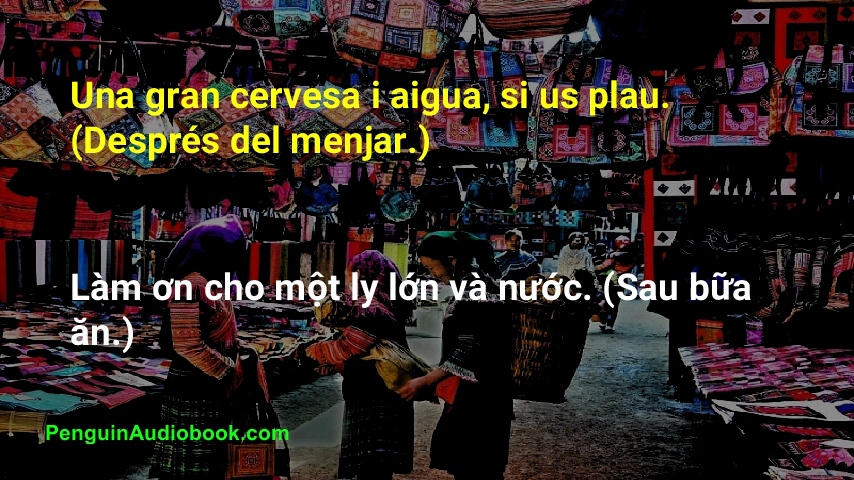 Una gran cervesa i aigua, si us plau.
(Després del menjar.)
Làm ơn cho một ly lớn và nước. (Sau bữa
ăn.)
PenguinAudiobook.com